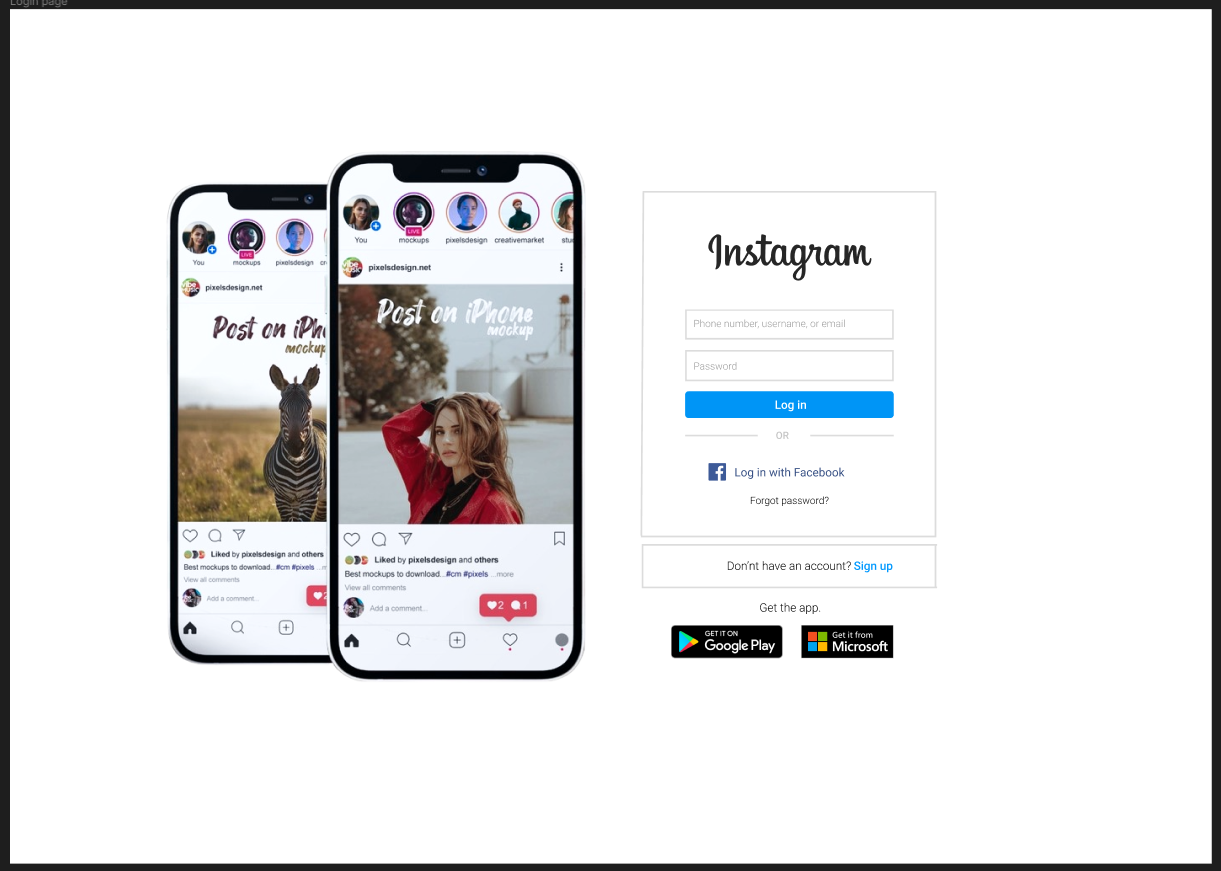 Login page
You
mockups
LIVE
pixelsdesign
pixelsdesign.net
Post on iPh
mockup
Liked by pixelsdesign and others
Best mockups to download...#cm #pixels
View all comments
Add a comment...
You
mockups
LIVE
pixelsdesign
creativemarket
pixelsdesign.net
Post on iPhone
mockup
Liked by pixelsdesign and others
Best mockups to download...#cm #pixels ...more
View all comments
Add a comment...
2 1
Instagram
Phone number, username, or email
Password
Log in
OR
Log in with Facebook
Forgot password?
Don'nt have an account? Sign up
Get the app.
GET IT ON
Google Play
Get it from
Microsoft